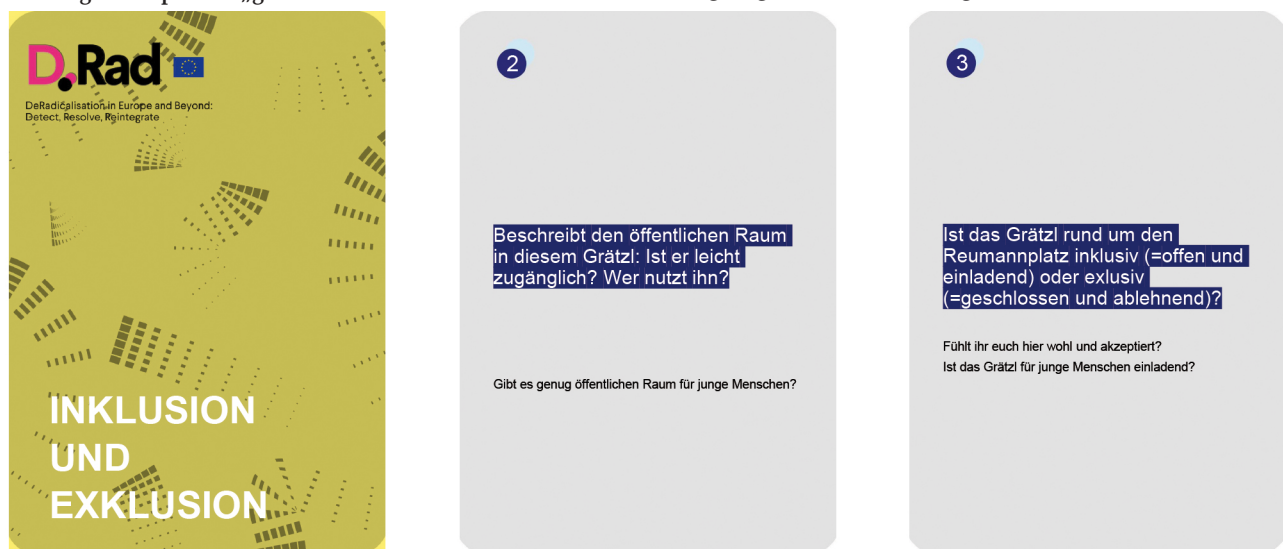 D.Rad
DeRadicalisation in Europe and Beyond:
Detect, Resolve, Reintegrate
INKLUSION
UND
EXKLUSION
2
Beschreibt den öffentlichen Raum
in diesem Grätzl: Ist er leicht
zugänglich? Wer nutzt ihn?
Gibt es genug öffentlichen Raum für junge Menschen?
3
Ist das Grätzl rund um den
Reumannplatz inklusiv (=offen und
einladend) oder exlusiv
(=geschlossen und ablehnend)?
Fühlt ihr euch hier wohl und akzeptiert?
Ist das Grätzl für junge Menschen einladend?